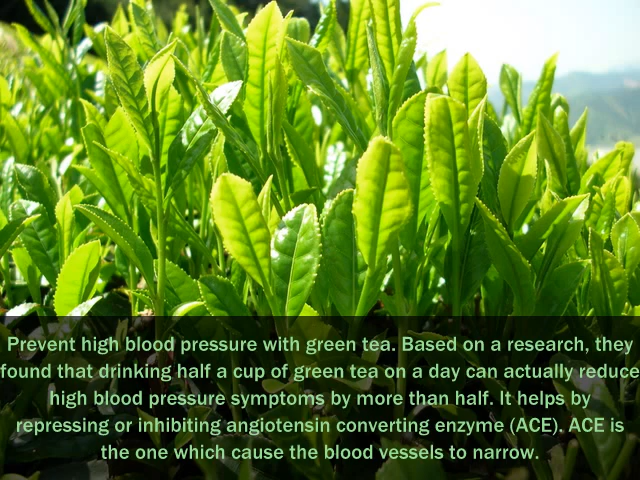 Prevent high blood pressure with green tea. Based on a research, they
found that drinking half a cup of green tea on a day can actually reduce
high blood pressure symptoms by more than half. It helps by
repressing or inhibiting angiotensin converting enzyme (ACE). ACE is
the one which cause the blood vessels to narrow.